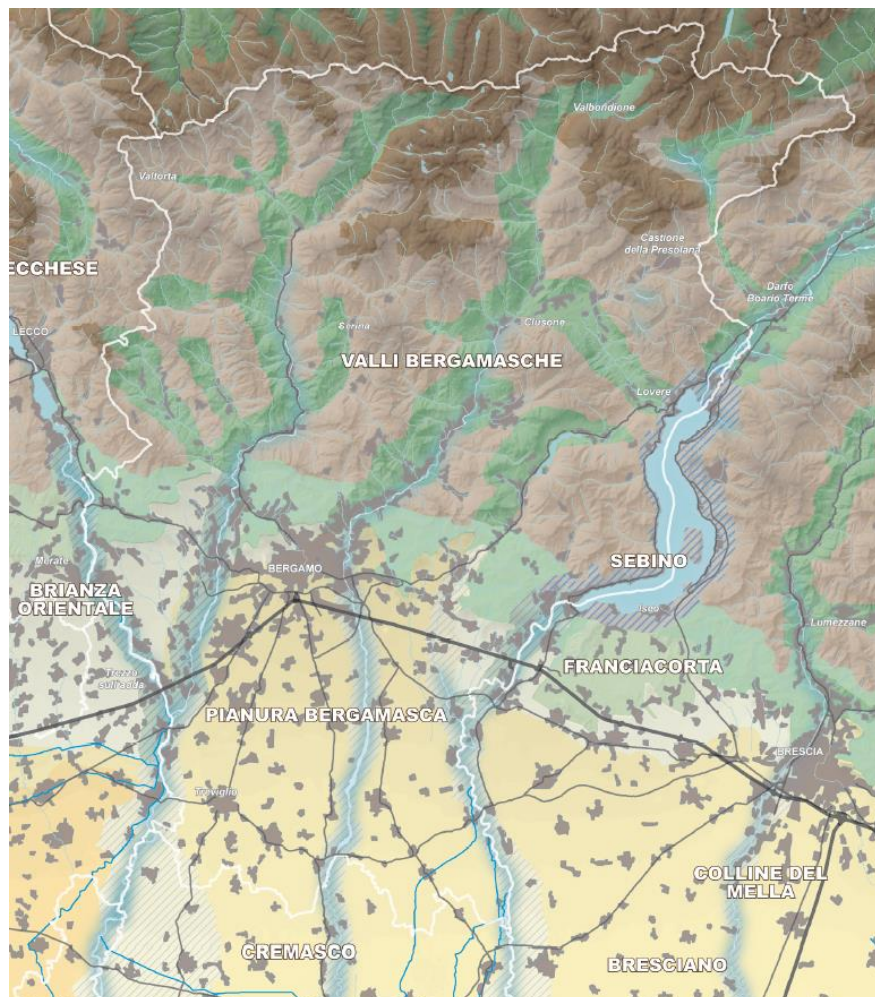 Valbondione
Valtorta
Castione
della Presolana
ECCHESE
Darfo
Boario Terme
LECCO
Serina
Clusone
VALLI BERGAMASCHE
Lovere
BERGAMO
SEBINO
Merate
BRIANZA
ORIENTALE
Iseo
Lumezzane
FRANCIACORTA
Trezzo
sull'adda
PIANURA BERGAMASCA
BRESCIA
Treviglio
COLLINE DEL
MELLA
CREMASCO
BRESCIANO